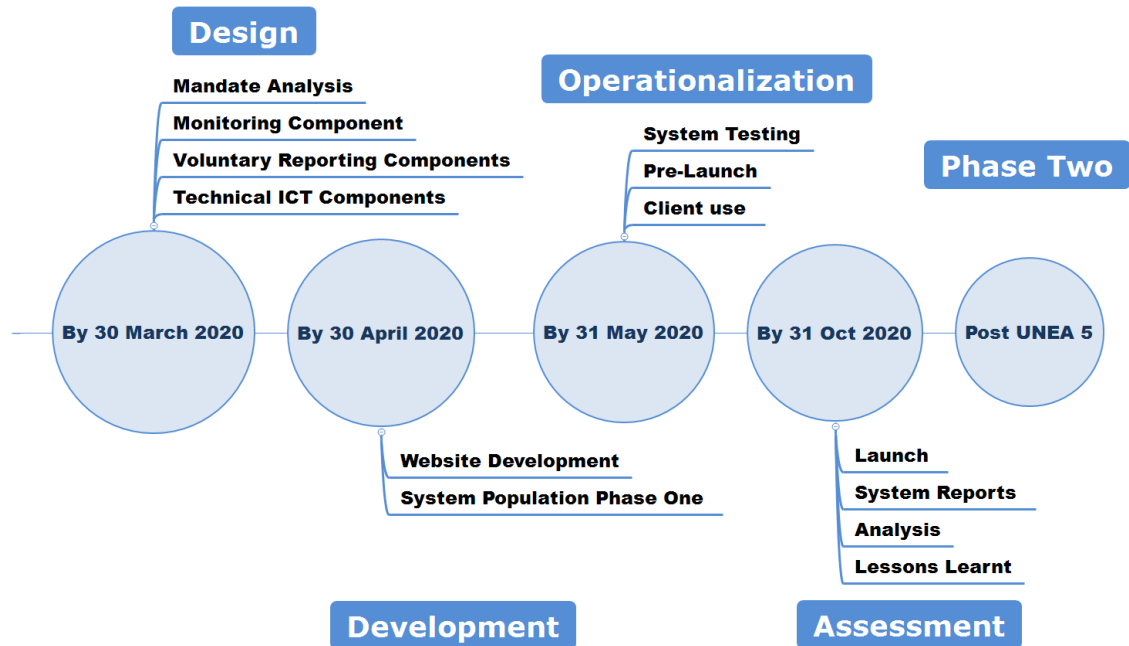 Design
Mandate Analysis
Monitoring Component
Voluntary Reporting Components
Technical ICT Components
By 30 March 2020
By 30 April 2020
Website Development
System Population Phase One
Development
Operationalization
System Testing
Pre-Launch
Client use
By 31 May 2020
By 31 Oct 2020
Launch
System Reports
Analysis
Lessons Learnt
Assessment
Phase Two
Post UNEA 5